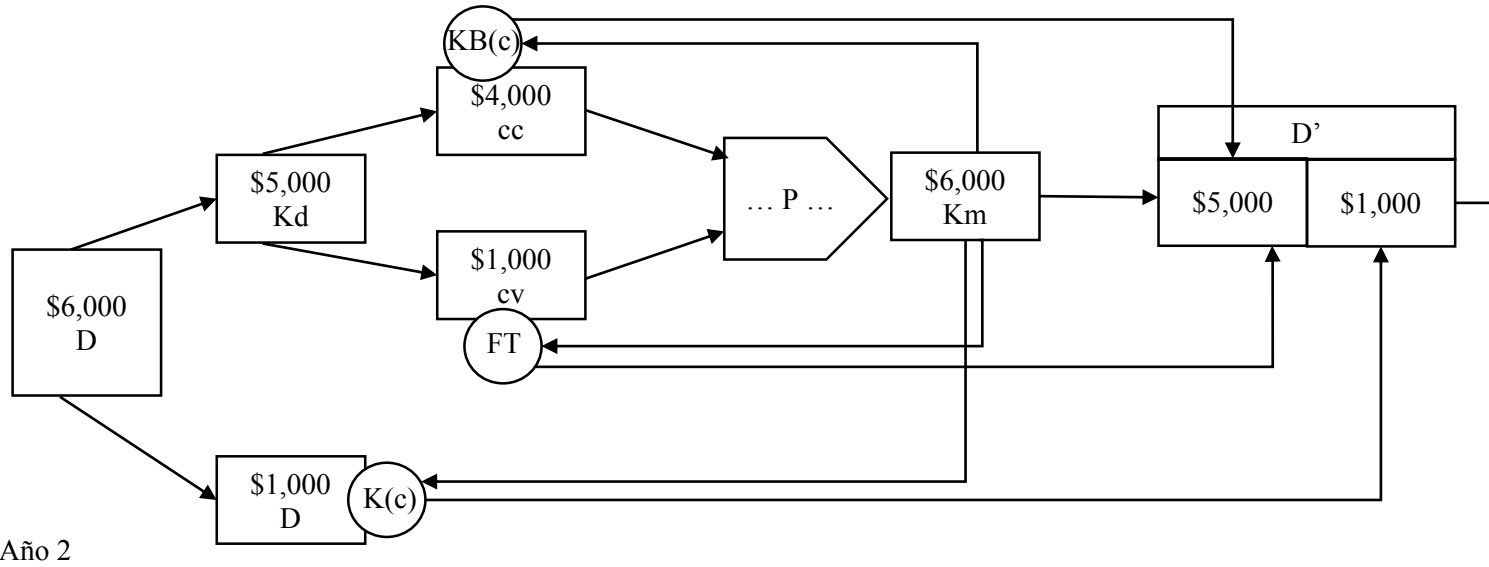 KB(c)
$4,000
cc
D’
$5,000
Kd
… P …
$6,000
Km
$5,000
$1,000
$6,000
D
$1,000
cv
FT
$1,000
D
K(c)
Año 2